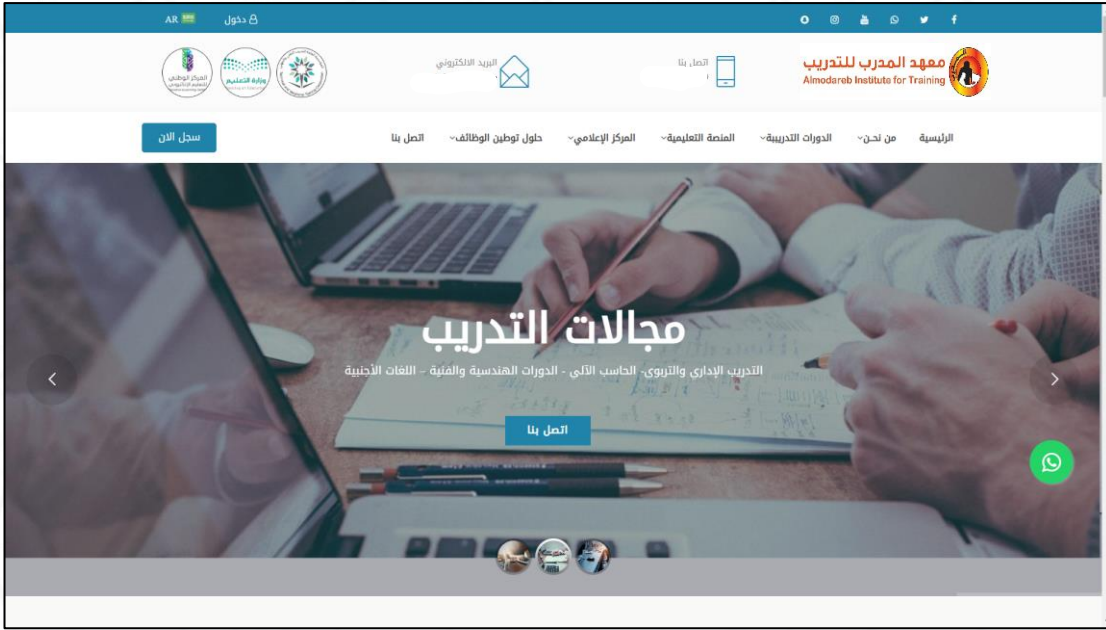 دخول
AR
معهد المدرب للتدريب
Almodareb Institute for Training
اتصل بنا
البريد الالكتروني
وزارة التعليم
المركز الوطني
للتعليم الإلكتروني
الرئيسية
من نحن
الدورات التدريبية
المنصة التعليمية
المركز الإعلامي
حلول توطين الوظائف
اتصل بنا
سجل الان
مجالات التدريب
التدريب الإداري والتربوي- الحاسب الآلي - الدورات الهندسية والفنية – اللغات الأجنبية
اتصل بنا